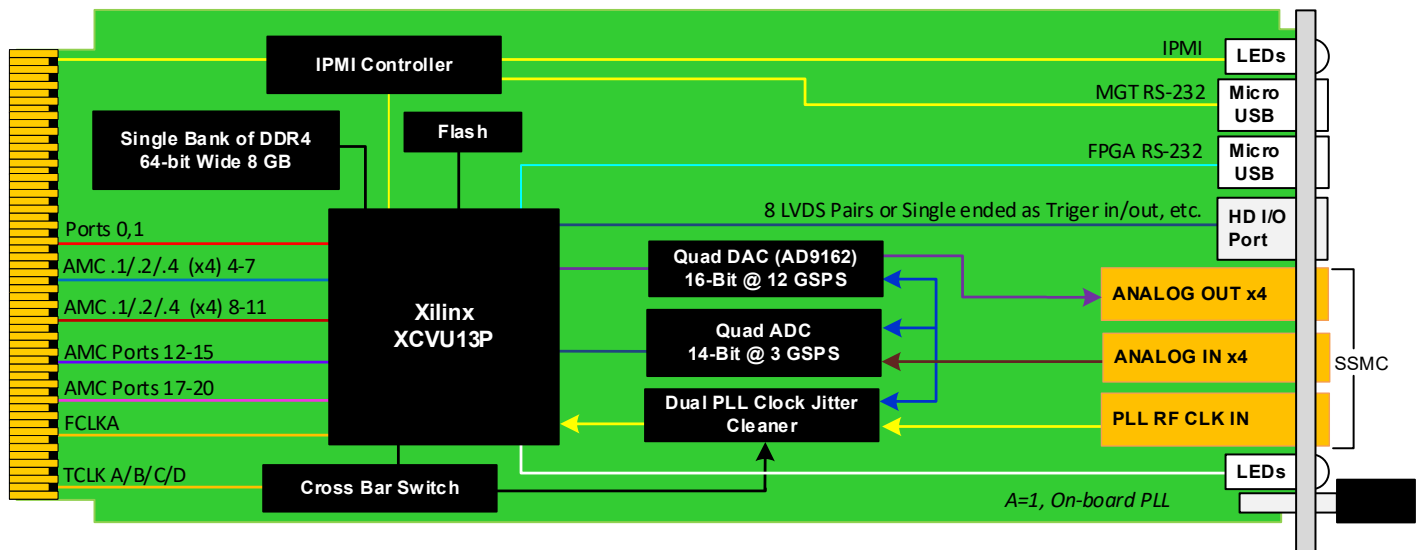 IPMI Controller
IPMI
LEDs
MGT RS-232
Micro
USB
Single Bank of DDR4
64-bit Wide 8 GB
Flash
FPGA RS-232
Micro
USB
Ports 0,1
8 LVDS Pairs or Single ended as Triger in/out, etc.
HD I/O
Port
AMC .1/.2/.4 (x4) 4-7
AMC .1/.2/.4 (x4) 8-11
AMC Ports 12-15
AMC Ports 17-20
FCLKA
TCLK A/B/C/D
Xilinx
XCVU13P
Quad DAC (AD9162)
16-Bit @ 12 GSPS
Quad ADC
14-Bit @ 3 GSPS
Dual PLL Clock Jitter
Cleaner
ANALOG OUT x4
ANALOG IN x4
PLL RF CLK IN
SSMC
Cross Bar Switch
LEDs
A=1, On-board PLL